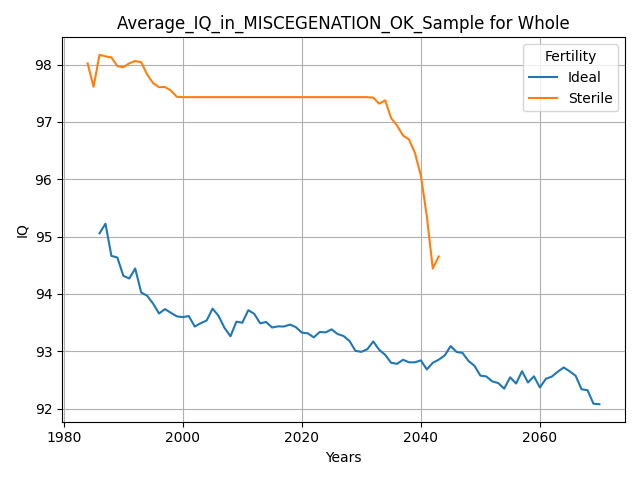 Average_IQ_in_MISCEGENATION_OK_Sample for Whole
Fertility
Ideal
Sterile
98
97
96
95
94
93
92
IQ
1980
2000
2020
2040
2060
Years